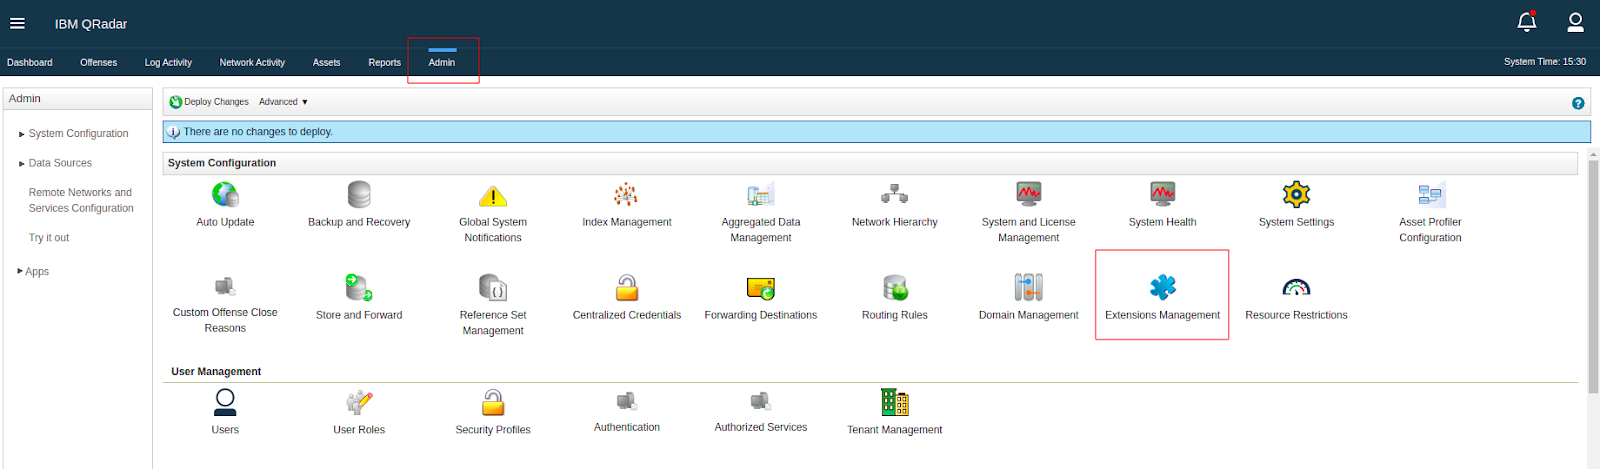 IBM QRadar
Dashboard Offenses Log Activity Network Activity Assets Reports Admin System Time: 15:30
Admin
Deploy Changes Advanced ▼
There are no changes to deploy.
System Configuration
Data Sources
Remote Networks and
Services Configuration
Try it out
Apps
System Configuration
Auto Update
Backup and Recovery
Global System
Notifications
Index Management
Aggregated Data
Management
Network Hierarchy
System and License
Management
System Health
System Settings
Asset Profiler
Configuration
Custom Offense Close
Reasons
Store and Forward
Reference Set
Management
Centralized Credentials
Forwarding Destinations
Routing Rules
Domain Management
Extensions Management
Resource Restrictions
User Management
Users
User Roles
Security Profiles
Authentication
Authorized Services
Tenant Management